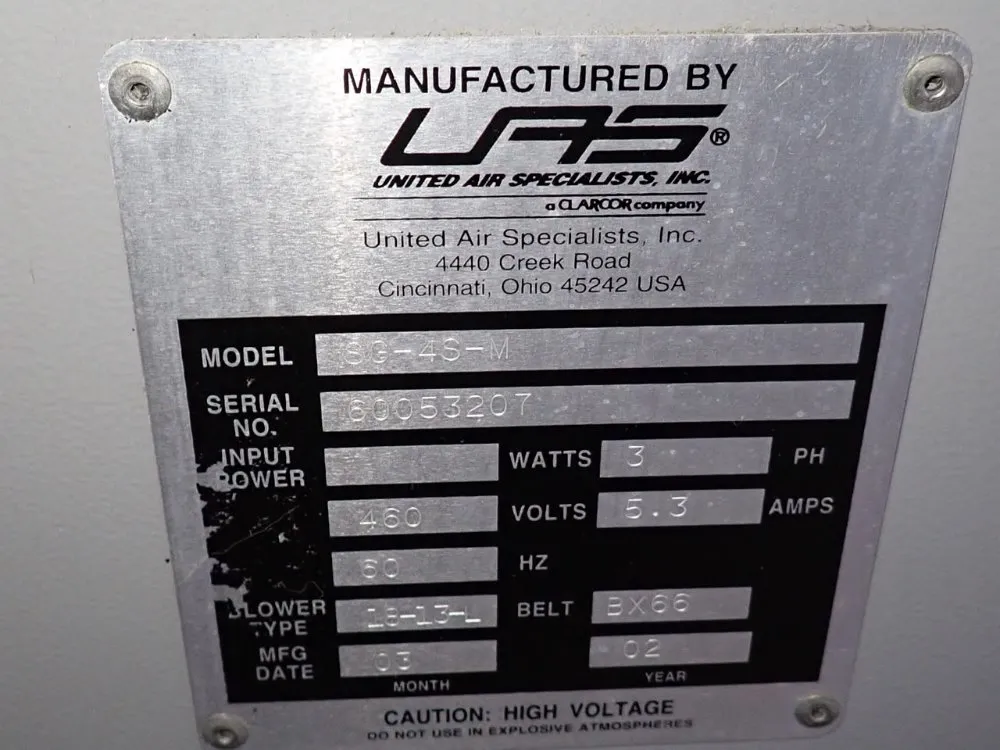 MANUFACTURED BY
UAS®
UNITED AIR SPECIALISTS, INC.
a CLARCOR company
United Air Specialists, Inc.
4440 Creek Road
Cincinnati, Ohio 45242 USA
MODEL SG-4S-M
SERIAL NO. 60053207
INPUT POWER WATTS 3 PH
460 VOLTS 5.3 AMPS
60 HZ
BLOWER TYPE 18-13-L BELT BX66
MFG DATE 03 02
MONTH YEAR
CAUTION: HIGH VOLTAGE
DO NOT USE IN EXPLOSIVE ATMOSPHERES